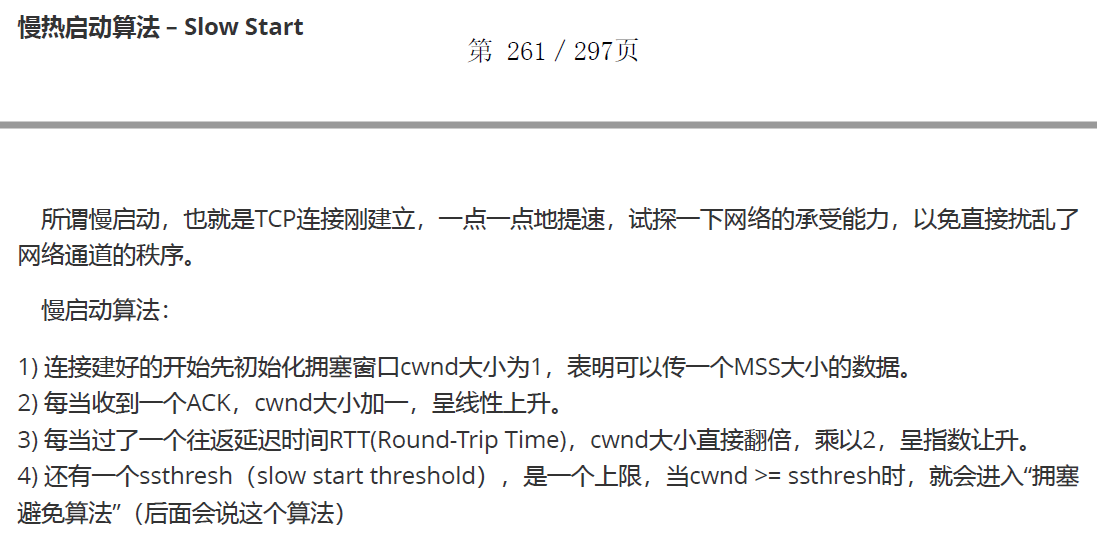 慢热启动算法 – Slow Start
第 261 / 297页
所谓慢启动，也就是TCP连接刚建立，一点一点地提速，试探一下网络的承受能力，以免直接扰乱了
网络通道的秩序。
慢启动算法：
1) 连接建好的开始先初始化拥塞窗口cwnd大小为1，表明可以传一个MSS大小的数据。
2) 每当收到一个ACK，cwnd大小加一，呈线性上升。
3) 每当过了一个往返延迟时间RTT(Round-Trip Time)，cwnd大小直接翻倍，乘以2，呈指数让升。
4) 还有一个ssthresh（slow start threshold），是一个上限，当cwnd >= ssthresh时，就会进入“拥塞
避免算法”（后面会说这个算法）